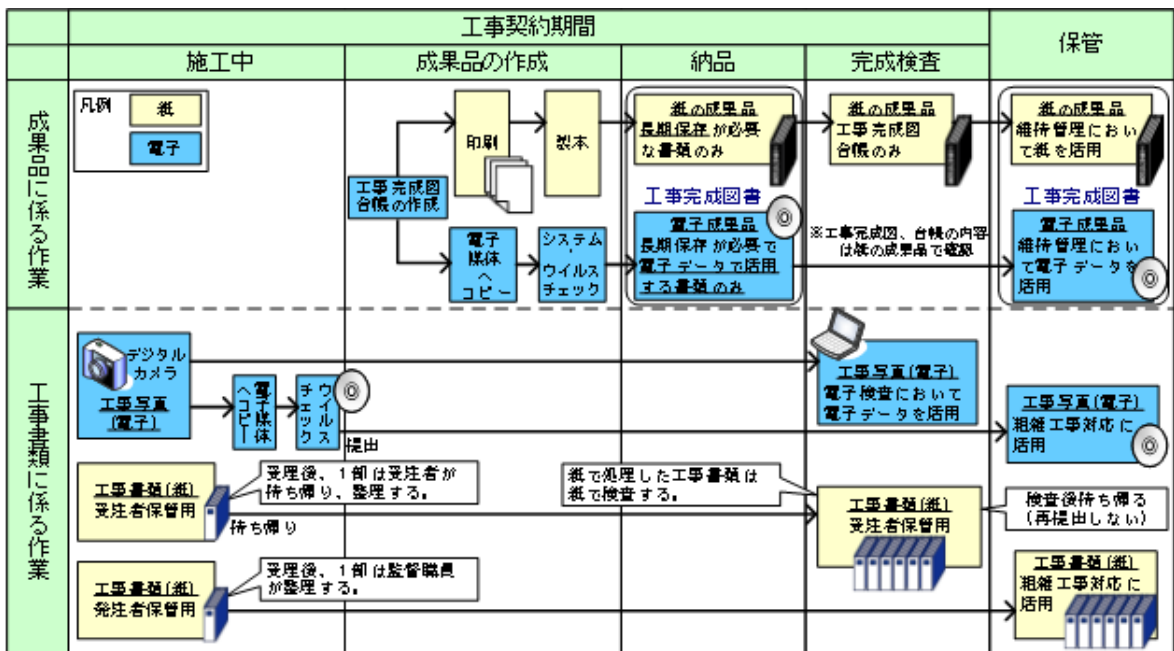 工事契約期間
保管
施工中
成果品の作成
納品
完成検査
成果品に係る作業
凡例
紙
電子
工事完成図
台帳の作成
印刷
製本
電子
媒体
へ
コピー
システム
・
ウイルス
チェック
紙の成果品
長期保存が必要
な書類のみ
工事完成図書
電子成果品
長期保存が必要で
電子データで活用
する書類のみ
紙の成果品
工事完成図
台帳のみ
※工事完成図、台帳の内容
は紙の成果品で確認
紙の成果品
維持管理におい
て紙を活用
工事完成図書
電子成果品
維持管理におい
て電子データを
活用
工事書類に係る作業
デジタル
カメラ
工事写真
(電子)
電子媒体
へコピー
ウイルス
チェック
提出
工事写真(電子)
電子検査において
電子データを活用
工事写真(電子)
粗雑工事対応に
活用
工事書類(紙)
受注者保管用
受理後、1部は受注者が
持ち帰り、整理する。
持ち帰り
紙で処理した工事書類は
紙で検査する。
工事書類(紙)
受注者保管用
検査後持ち帰る
(再提出しない)
工事書類(紙)
発注者保管用
受理後、1部は監督職員
が整理する。
工事書類(紙)
粗雑工事対応に
活用